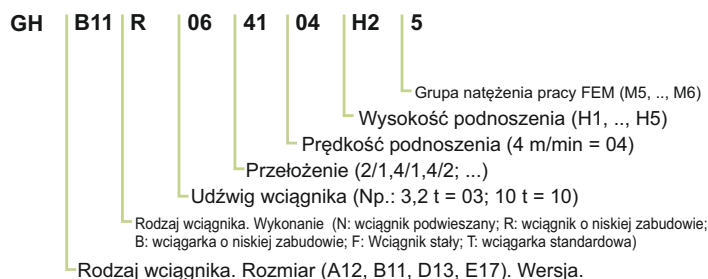 GH B11 R 06 41 04 H2 5
Grupa natężenia pracy FEM (M5, .., M6)
Wysokość podnoszenia (H1, .., H5)
Prędkość podnoszenia (4 m/min = 04)
Przełożenie (2/1,4/1,4/2; ...)
Udźwig wciągnika (Np.: 3,2 t = 03; 10 t = 10)
Rodzaj wciągnika. Wykonanie (N: wciągnik podwieszany; R: wciągnik o niskiej zabudowie;
B: wciągarka o niskiej zabudowie; F: Wciągnik stały; T: wciągarka standardowa)
Rodzaj wciągnika. Rozmiar (A12, B11, D13, E17). Wersja.